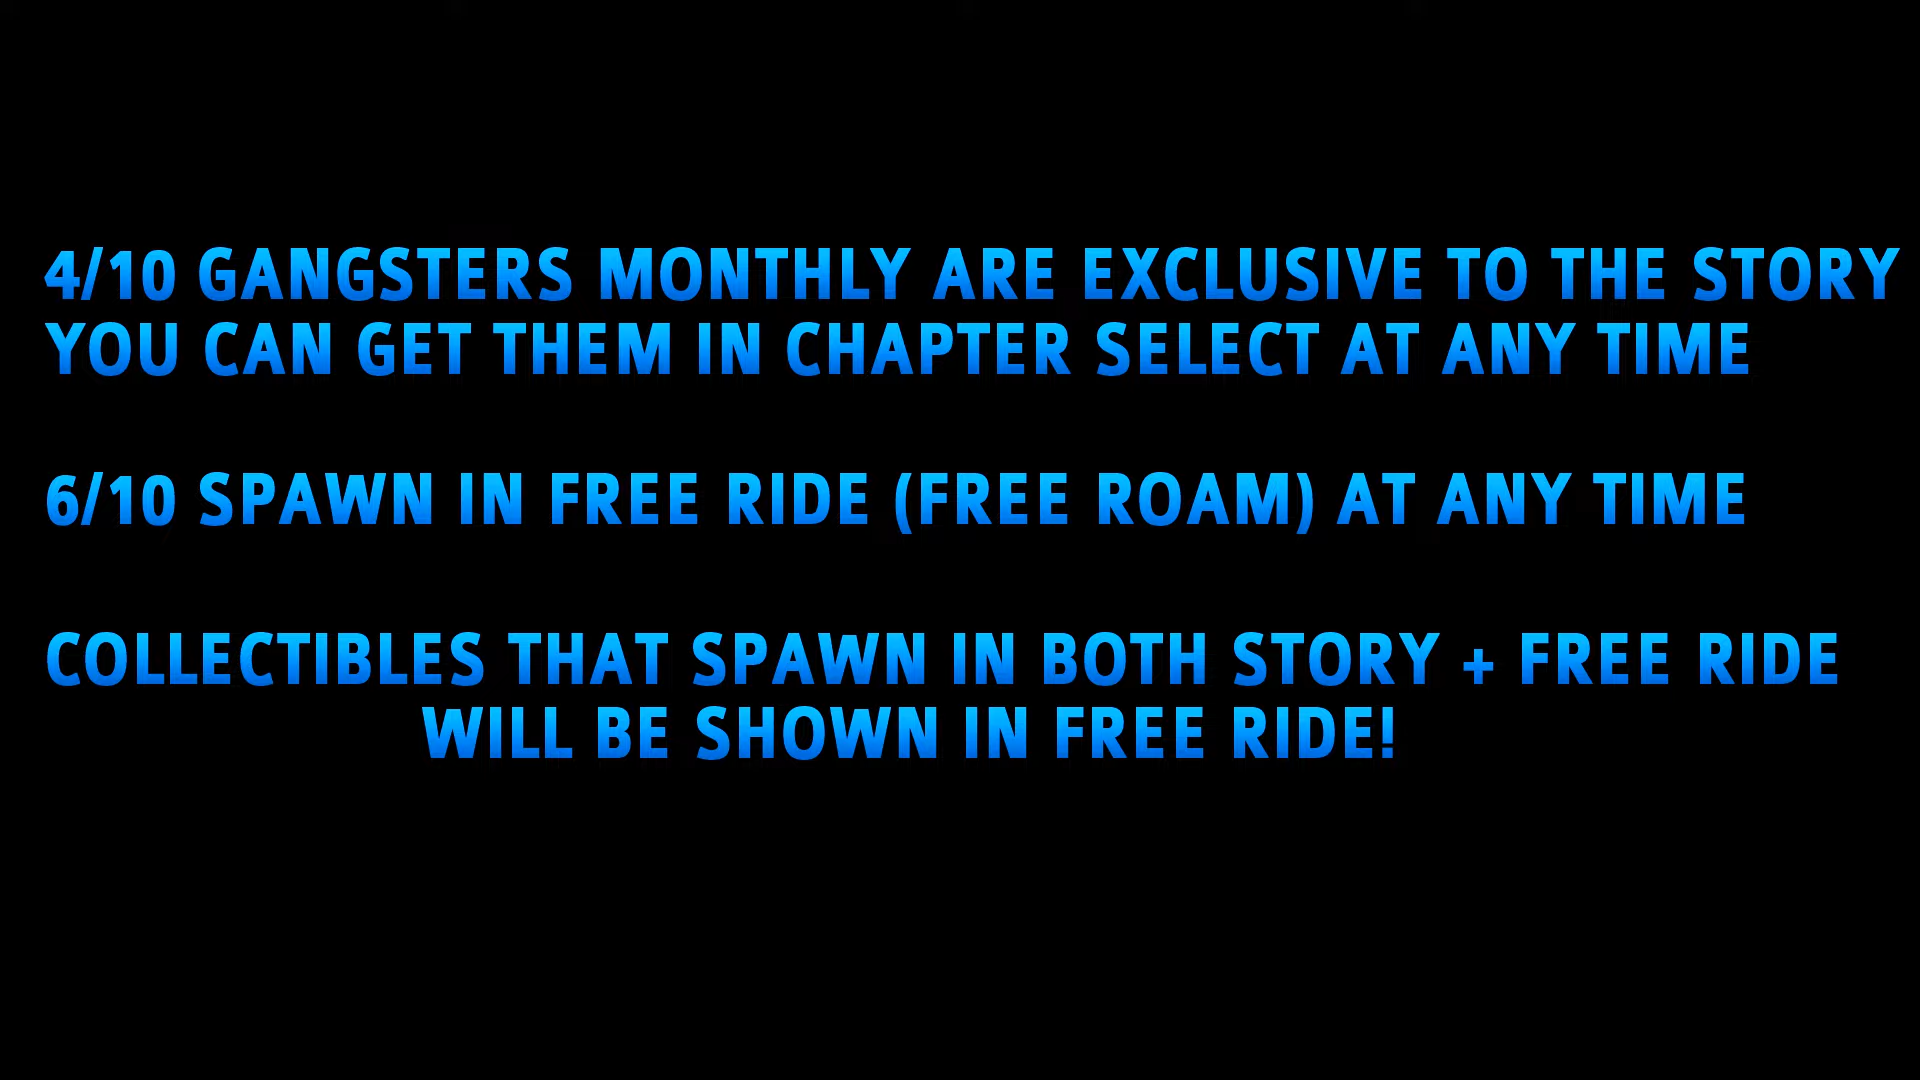 4/10 GANGSTERS MONTHLY ARE EXCLUSIVE TO THE STORY
YOU CAN GET THEM IN CHAPTER SELECT AT ANY TIME
6/10 SPAWN IN FREE RIDE (FREE ROAM) AT ANY TIME
COLLECTIBLES THAT SPAWN IN BOTH STORY + FREE RIDE
WILL BE SHOWN IN FREE RIDE!